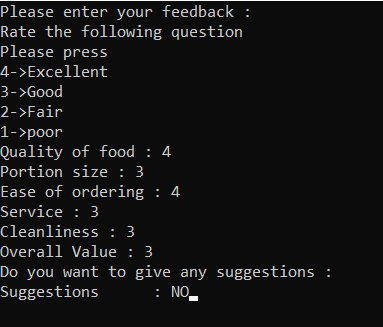 Please enter your feedback :
Rate the following question
Please press
4->Excellent
3->Good
2->Fair
1->poor
Quality of food : 4
Portion size : 3
Ease of ordering : 4
Service : 3
Cleanliness : 3
Overall Value : 3
Do you want to give any suggestions :
Suggestions      : NO